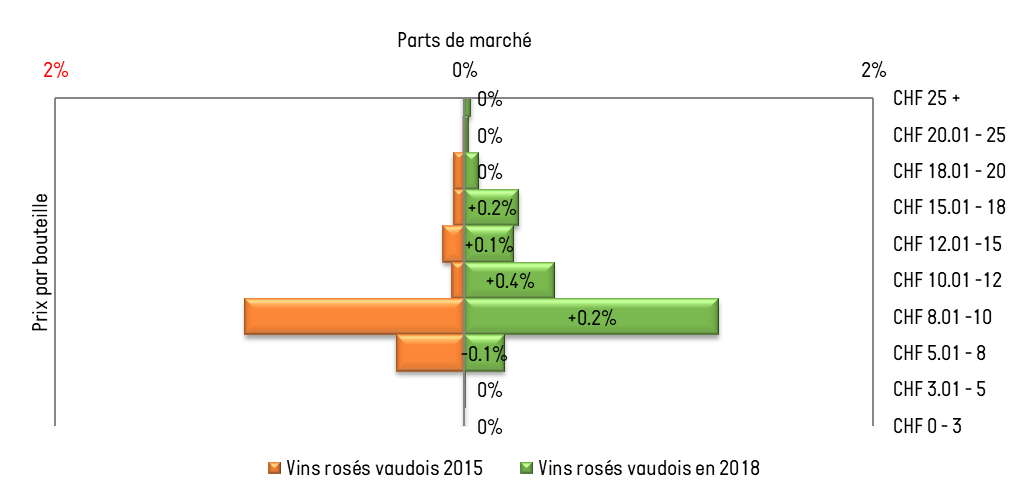 Parts de marché
2% 0% 2%
Prix par bouteille
0% CHF 25 +
0% CHF 20.01 - 25
0% CHF 18.01 - 20
+0.2% CHF 15.01 - 18
+0.1% CHF 12.01 -15
+0.4% CHF 10.01 -12
+0.2% CHF 8.01 -10
-0.1% CHF 5.01 - 8
0% CHF 3.01 - 5
0% CHF 0 - 3
Vins rosés vaudois 2015 Vins rosés vaudois en 2018